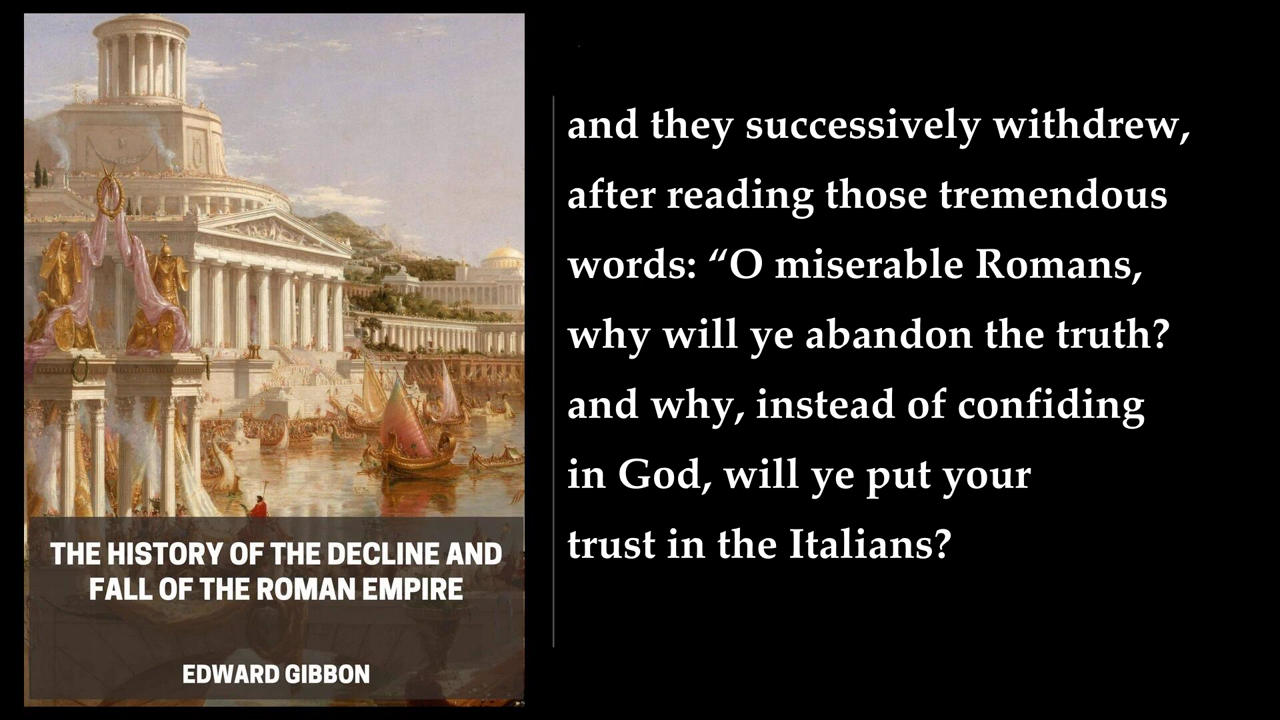 THE HISTORY OF THE DECLINE AND
FALL OF THE ROMAN EMPIRE
EDWARD GIBBON
and they successively withdrew,
after reading those tremendous
words: “O miserable Romans,
why will ye abandon the truth?
and why, instead of confiding
in God, will ye put your
trust in the Italians?